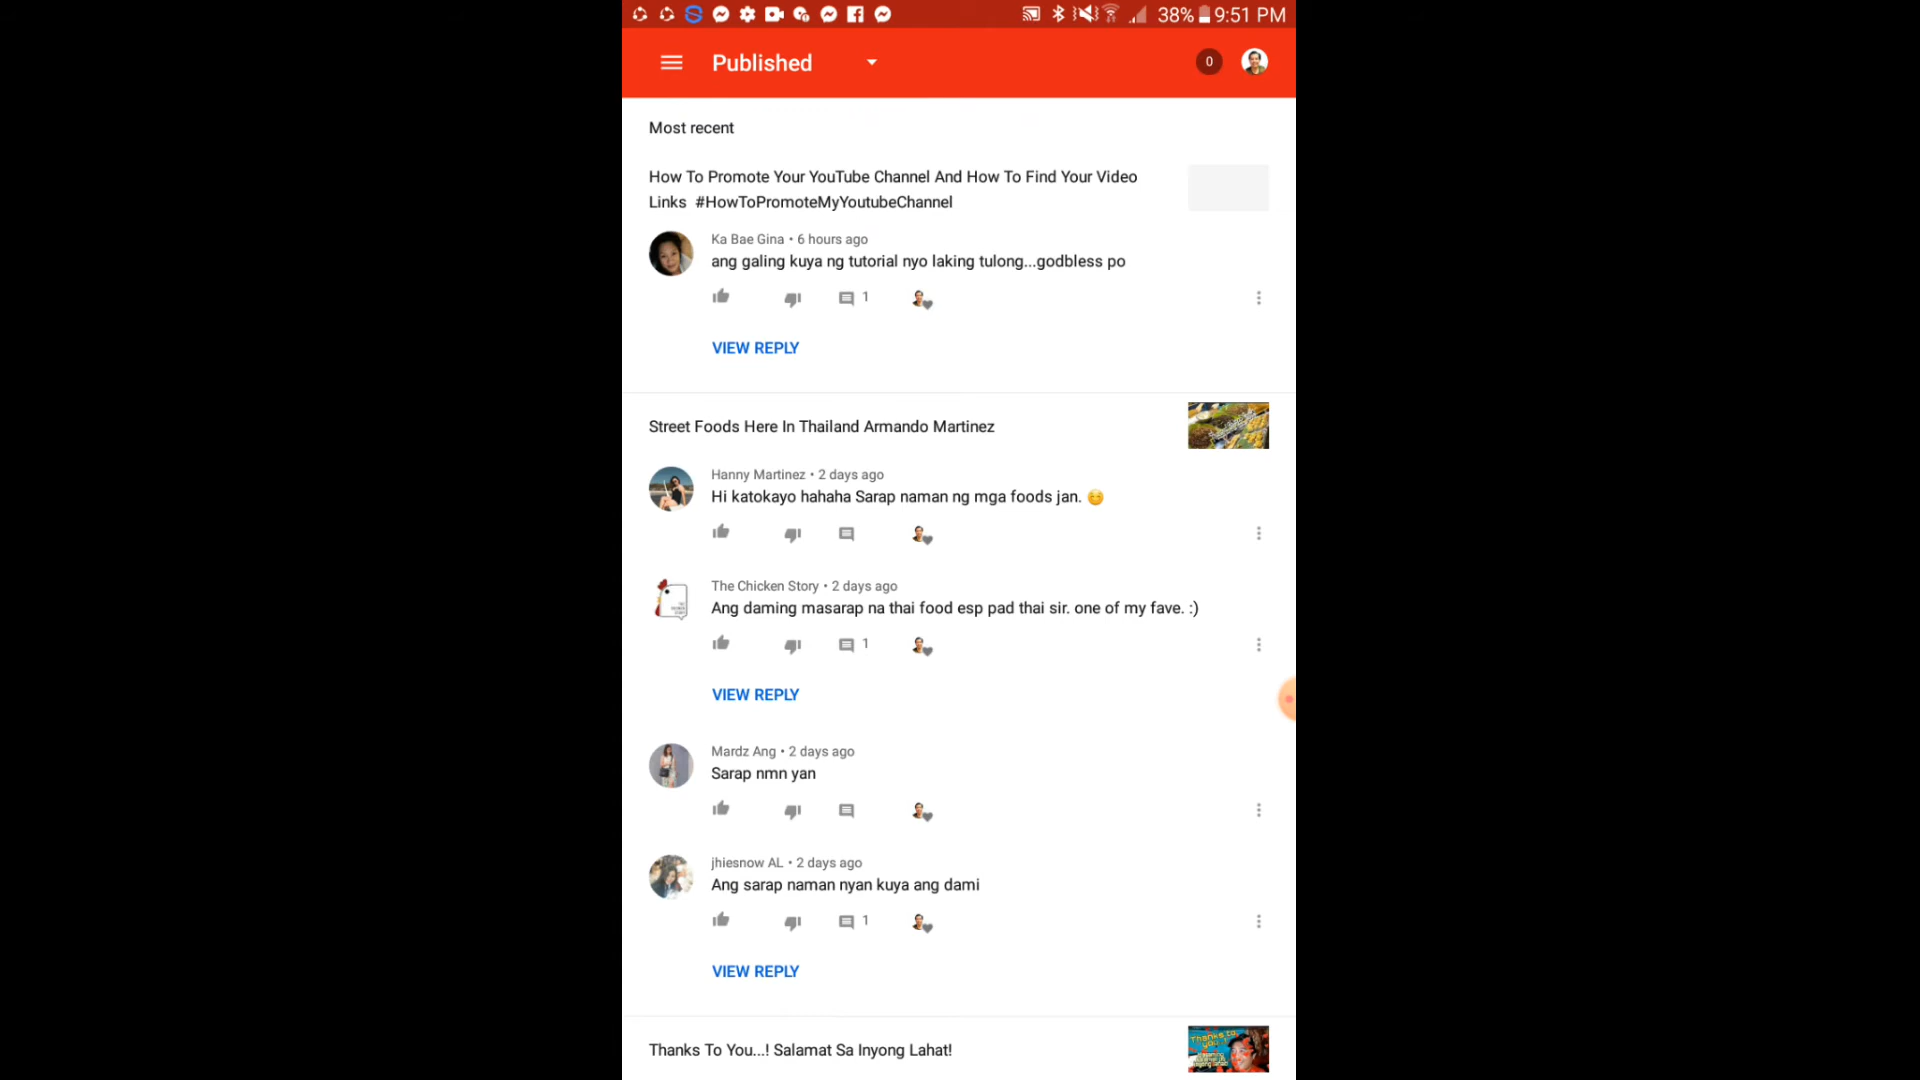 38% 9:51 PM
Published
0
Most recent
How To Promote Your YouTube Channel And How To Find Your Video
Links #HowToPromoteMyYoutubeChannel
Ka Bae Gina • 6 hours ago
ang galing kuya ng tutorial nyo laking tulong...godbless po
1
VIEW REPLY
Street Foods Here In Thailand Armando Martinez
Hanny Martinez • 2 days ago
Hi katokayo hahaha Sarap naman ng mga foods jan. 😊
The Chicken Story • 2 days ago
Ang daming masarap na thai food esp pad thai sir. one of my fave. :)
1
VIEW REPLY
Mardz Ang • 2 days ago
Sarap nmn yan
jhiesnow AL • 2 days ago
Ang sarap naman nyan kuya ang dami
1
VIEW REPLY
Thanks To You...! Salamat Sa Inyong Lahat!
Thanks to
you